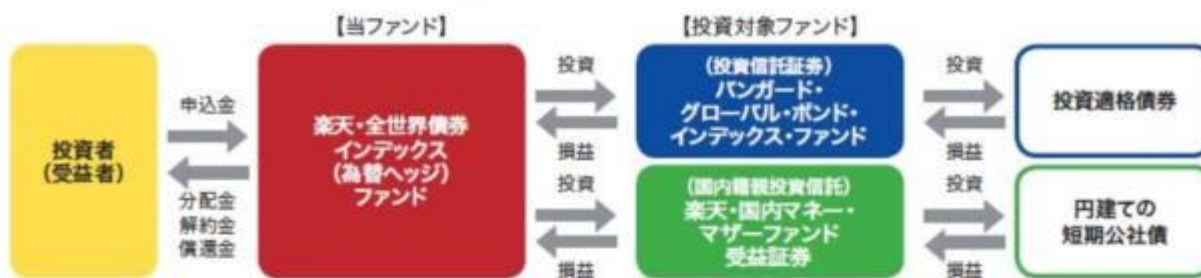 【当ファンド】
【投資対象ファンド】
投資者
(受益者)
申込金
分配金
解約金
償還金
楽天・全世界債券
インデックス
(為替ヘッジ)
ファンド
投資
損益
投資
損益
(投資信託証券)
バンガード・
グローバル・ボンド・
インデックス・ファンド
(国内籍親投資信託)
楽天・国内マネー・
マザーファンド
受益証券
投資
損益
投資
損益
投資適格債券
円建ての
短期公社債